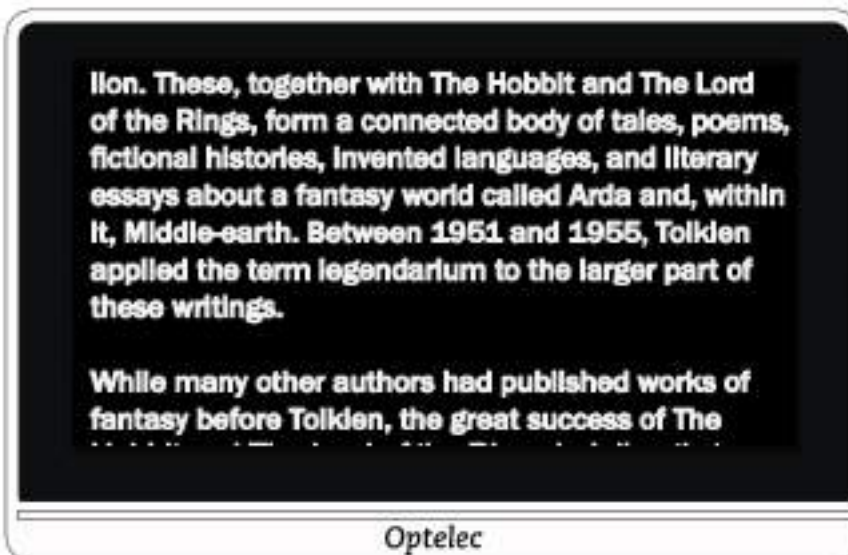 lion. These, together with The Hobbit and The Lord
of the Rings, form a connected body of tales, poems,
fictional histories, invented languages, and literary
essays about a fantasy world called Arda and, within
it, Middle-earth. Between 1951 and 1955, Tolkien
applied the term legendarium to the larger part of
these writings.
While many other authors had published works of
fantasy before Tolkien, the great success of The
Optelec